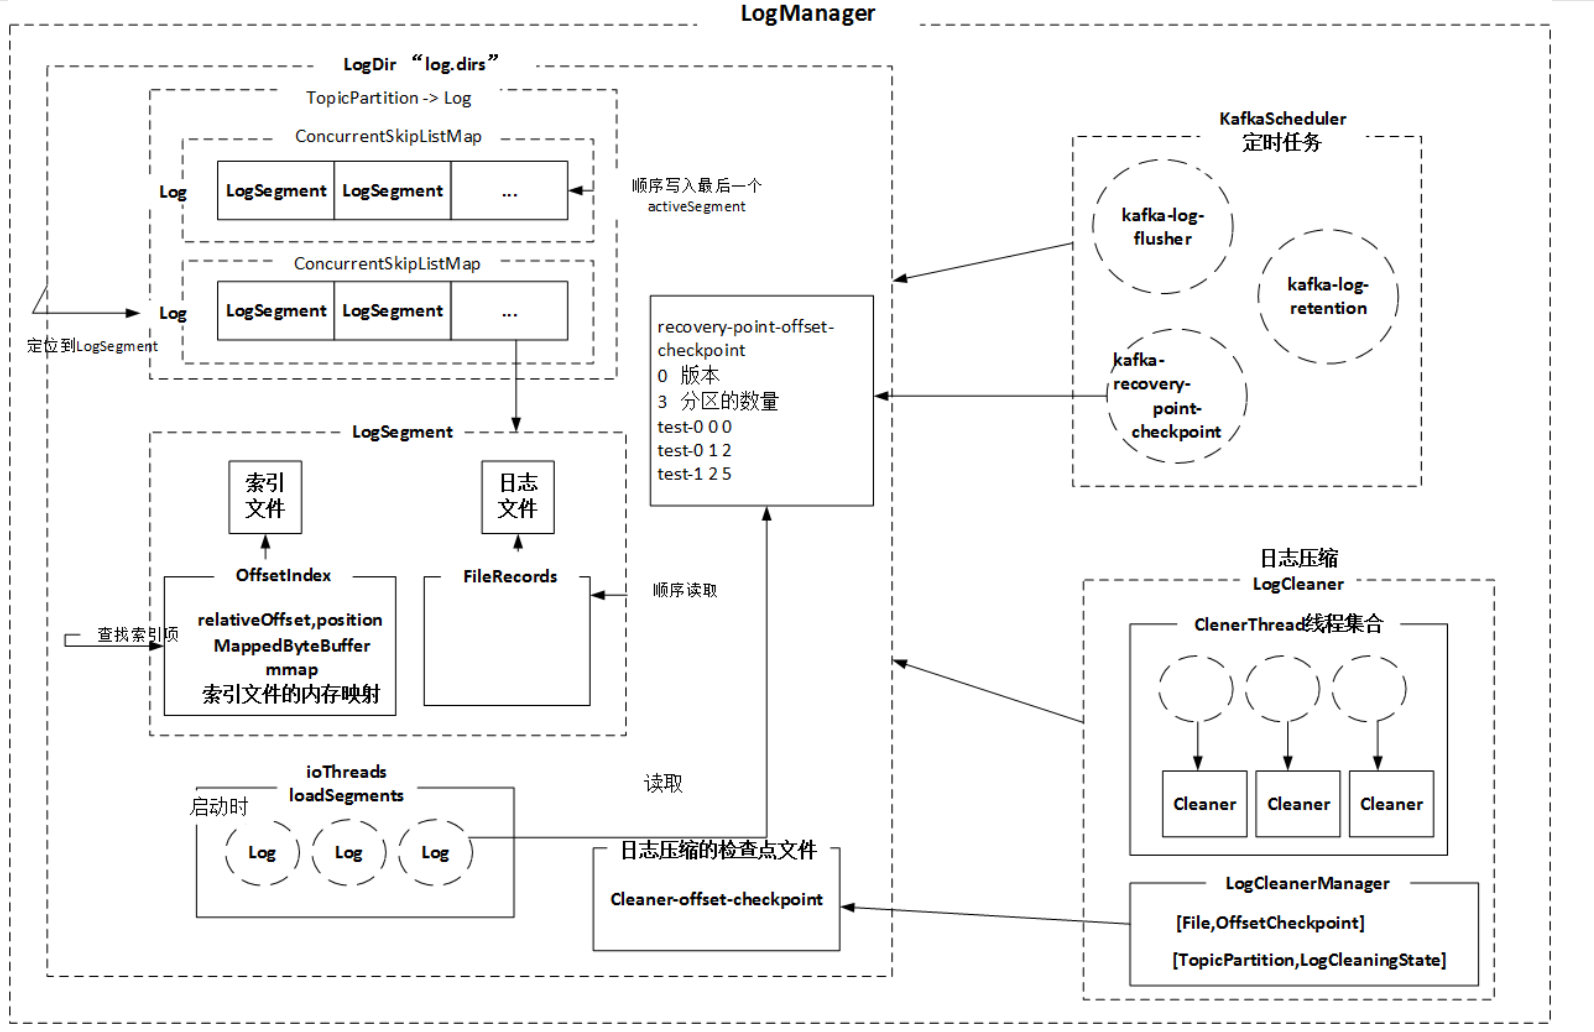 LogManager
LogDir “log.dirs”
TopicPartition -> Log
ConcurrentSkipListMap
Log
LogSegment
LogSegment
...
顺序写入最后一个
activeSegment
ConcurrentSkipListMap
Log
LogSegment
LogSegment
...
定位到LogSegment
LogSegment
索引
文件
日志
文件
OffsetIndex
relativeOffset,position
MappedByteBuffer
mmap
索引文件的内存映射
查找索引项
FileRecords
顺序读取
ioThreads
loadSegments
启动时
Log
Log
Log
读取
recovery-point-offset-
checkpoint
0 版本
3 分区的数量
test-0 0 0
test-0 1 2
test-1 2 5
日志压缩的检查点文件
Cleaner-offset-checkpoint
KafkaScheduler
定时任务
kafka-log-
flusher
kafka-log-
retention
kafka-
recovery-
point-
checkpoint
日志压缩
LogCleaner
ClenerThread线程集合
Cleaner
Cleaner
Cleaner
LogCleanerManager
[File,OffsetCheckpoint]
[TopicPartition,LogCleaningState]